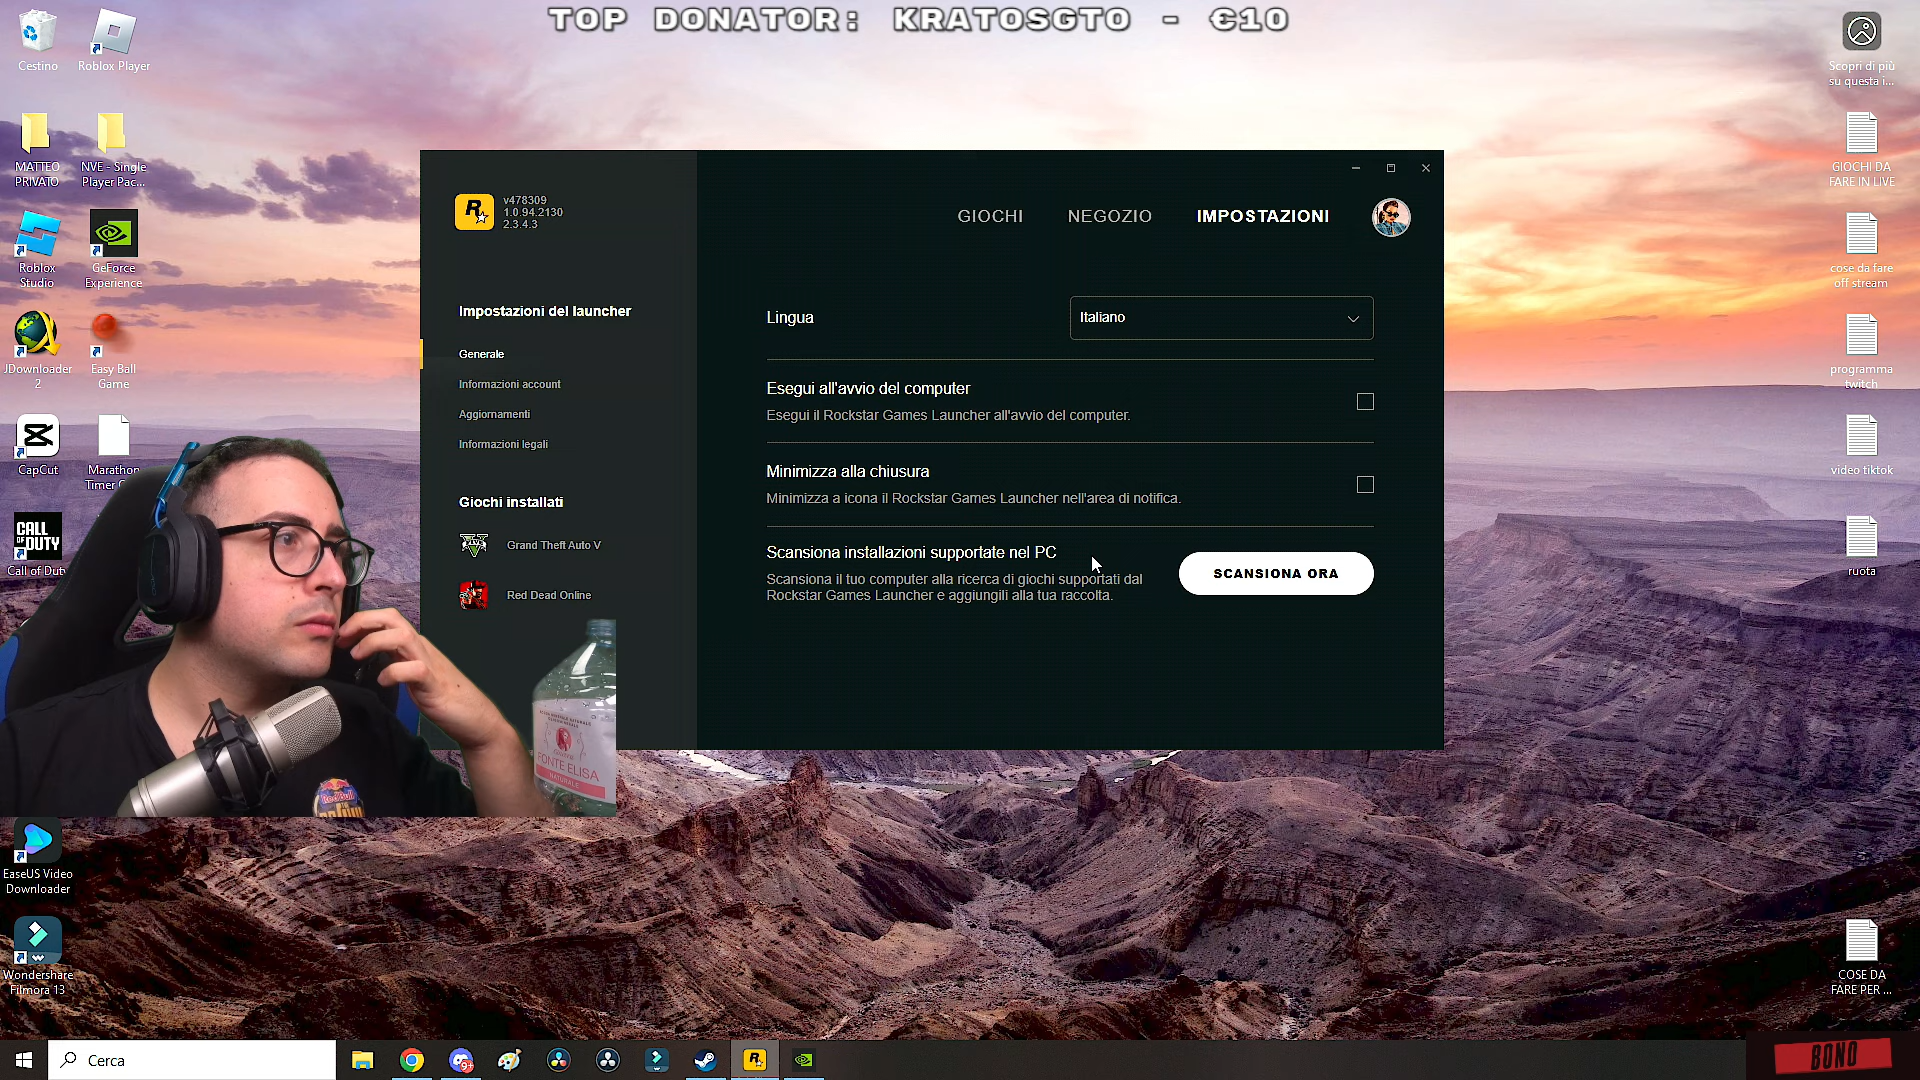 TOP DONATOR: KRATOSGTO - €10
Cestino
Roblox Player
MATTEO
PRIVATO
NVE - Single
Player Pac...
Roblox
Studio
GeForce
Experience
JDownloader
2
Easy Ball
Game
CapCut
Marathon
CALL OF DUTY
EaseUS Video
Downloader
Wondershare
Filmora 13
v478309
1.0.94.2130
2.3.4.3
GIOCHI
NEGOZIO
IMPOSTAZIONI
Impostazioni del launcher
Generale
Informazioni account
Aggiornamenti
Informazioni legali
Giochi installati
Grand Theft Auto V
Red Dead Online
Lingua
Italiano
Esegui all'avvio del computer
Esegui il Rockstar Games Launcher all'avvio del computer.
Minimizza alla chiusura
Minimizza a icona il Rockstar Games Launcher nell'area di notifica.
Scansiona installazioni supportate nel PC
Scansiona il tuo computer alla ricerca di giochi supportati dal
Rockstar Games Launcher e aggiungili alla tua raccolta.
SCANSIONA ORA
FONTE ELISA
NATURALE
Red Bull
Scopri di più
su questa i...
GIOCHI DA
FARE IN LIVE
cose da fare
off stream
programma
twitch
video tiktok
ruota
COSE DA
FARE PER ...
Cerca
9+
BONO